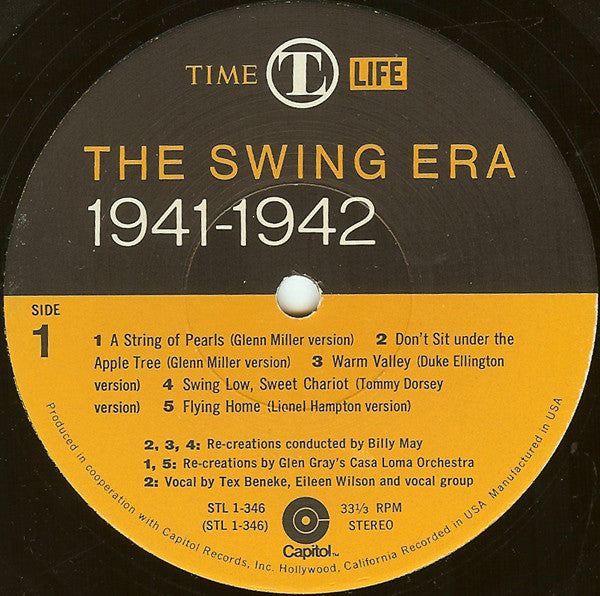 TIME TL LIFE
THE SWING ERA
1941-1942
SIDE
1
1 A String of Pearls (Glenn Miller version) 2 Don't Sit under the
Apple Tree (Glenn Miller version) 3 Warm Valley (Duke Ellington
version) 4 Swing Low, Sweet Chariot (Tommy Dorsey
version) 5 Flying Home (Lionel Hampton version)
2, 3, 4: Re-creations conducted by Billy May
1, 5: Re-creations by Glen Gray's Casa Loma Orchestra
2: Vocal by Tex Beneke, Eileen Wilson and vocal group
STL 1-346 33⅓ RPM
(STL 1-346) STEREO
Capitol TM
Produced in cooperation with Capitol Records, Inc. Hollywood, California Recorded in USA Manufactured in USA